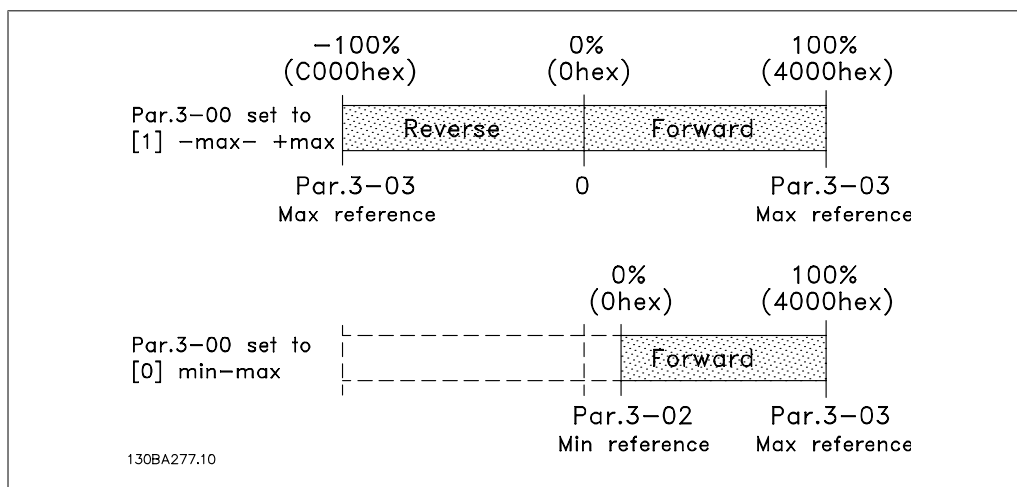 -100% 0% 100%
(C000hex) (0hex) (4000hex)
Par.3-00 set to
[1] -max- +max
Reverse Forward
Par.3-03 0 Par.3-03
Max reference Max reference
0% 100%
(0hex) (4000hex)
Par.3-00 set to
[0] min-max
Forward
Par.3-02 Par.3-03
Min reference Max reference
130BA277.10